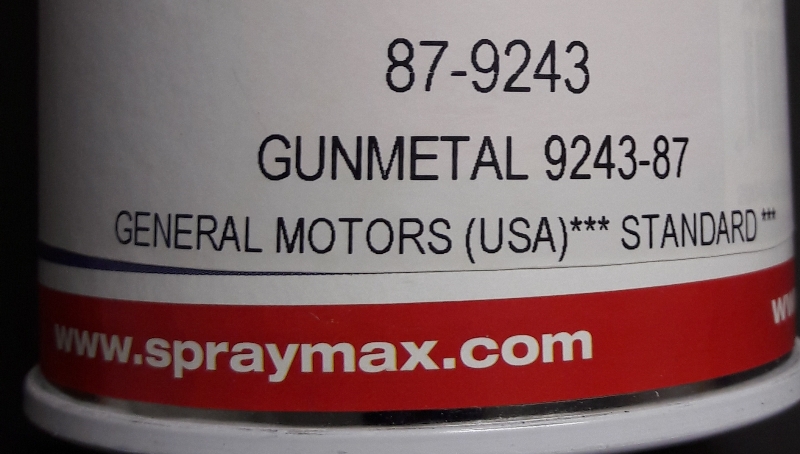 87-9243
GUNMETAL 9243-87
GENERAL MOTORS (USA)*** STANDARD***
www.spraymax.com